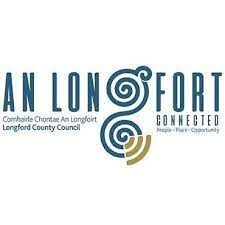 AN LONGFORT
CONNECTED
Comhairle Chontae An Longfoirt
Longford County Council
People - Place - Opportunity